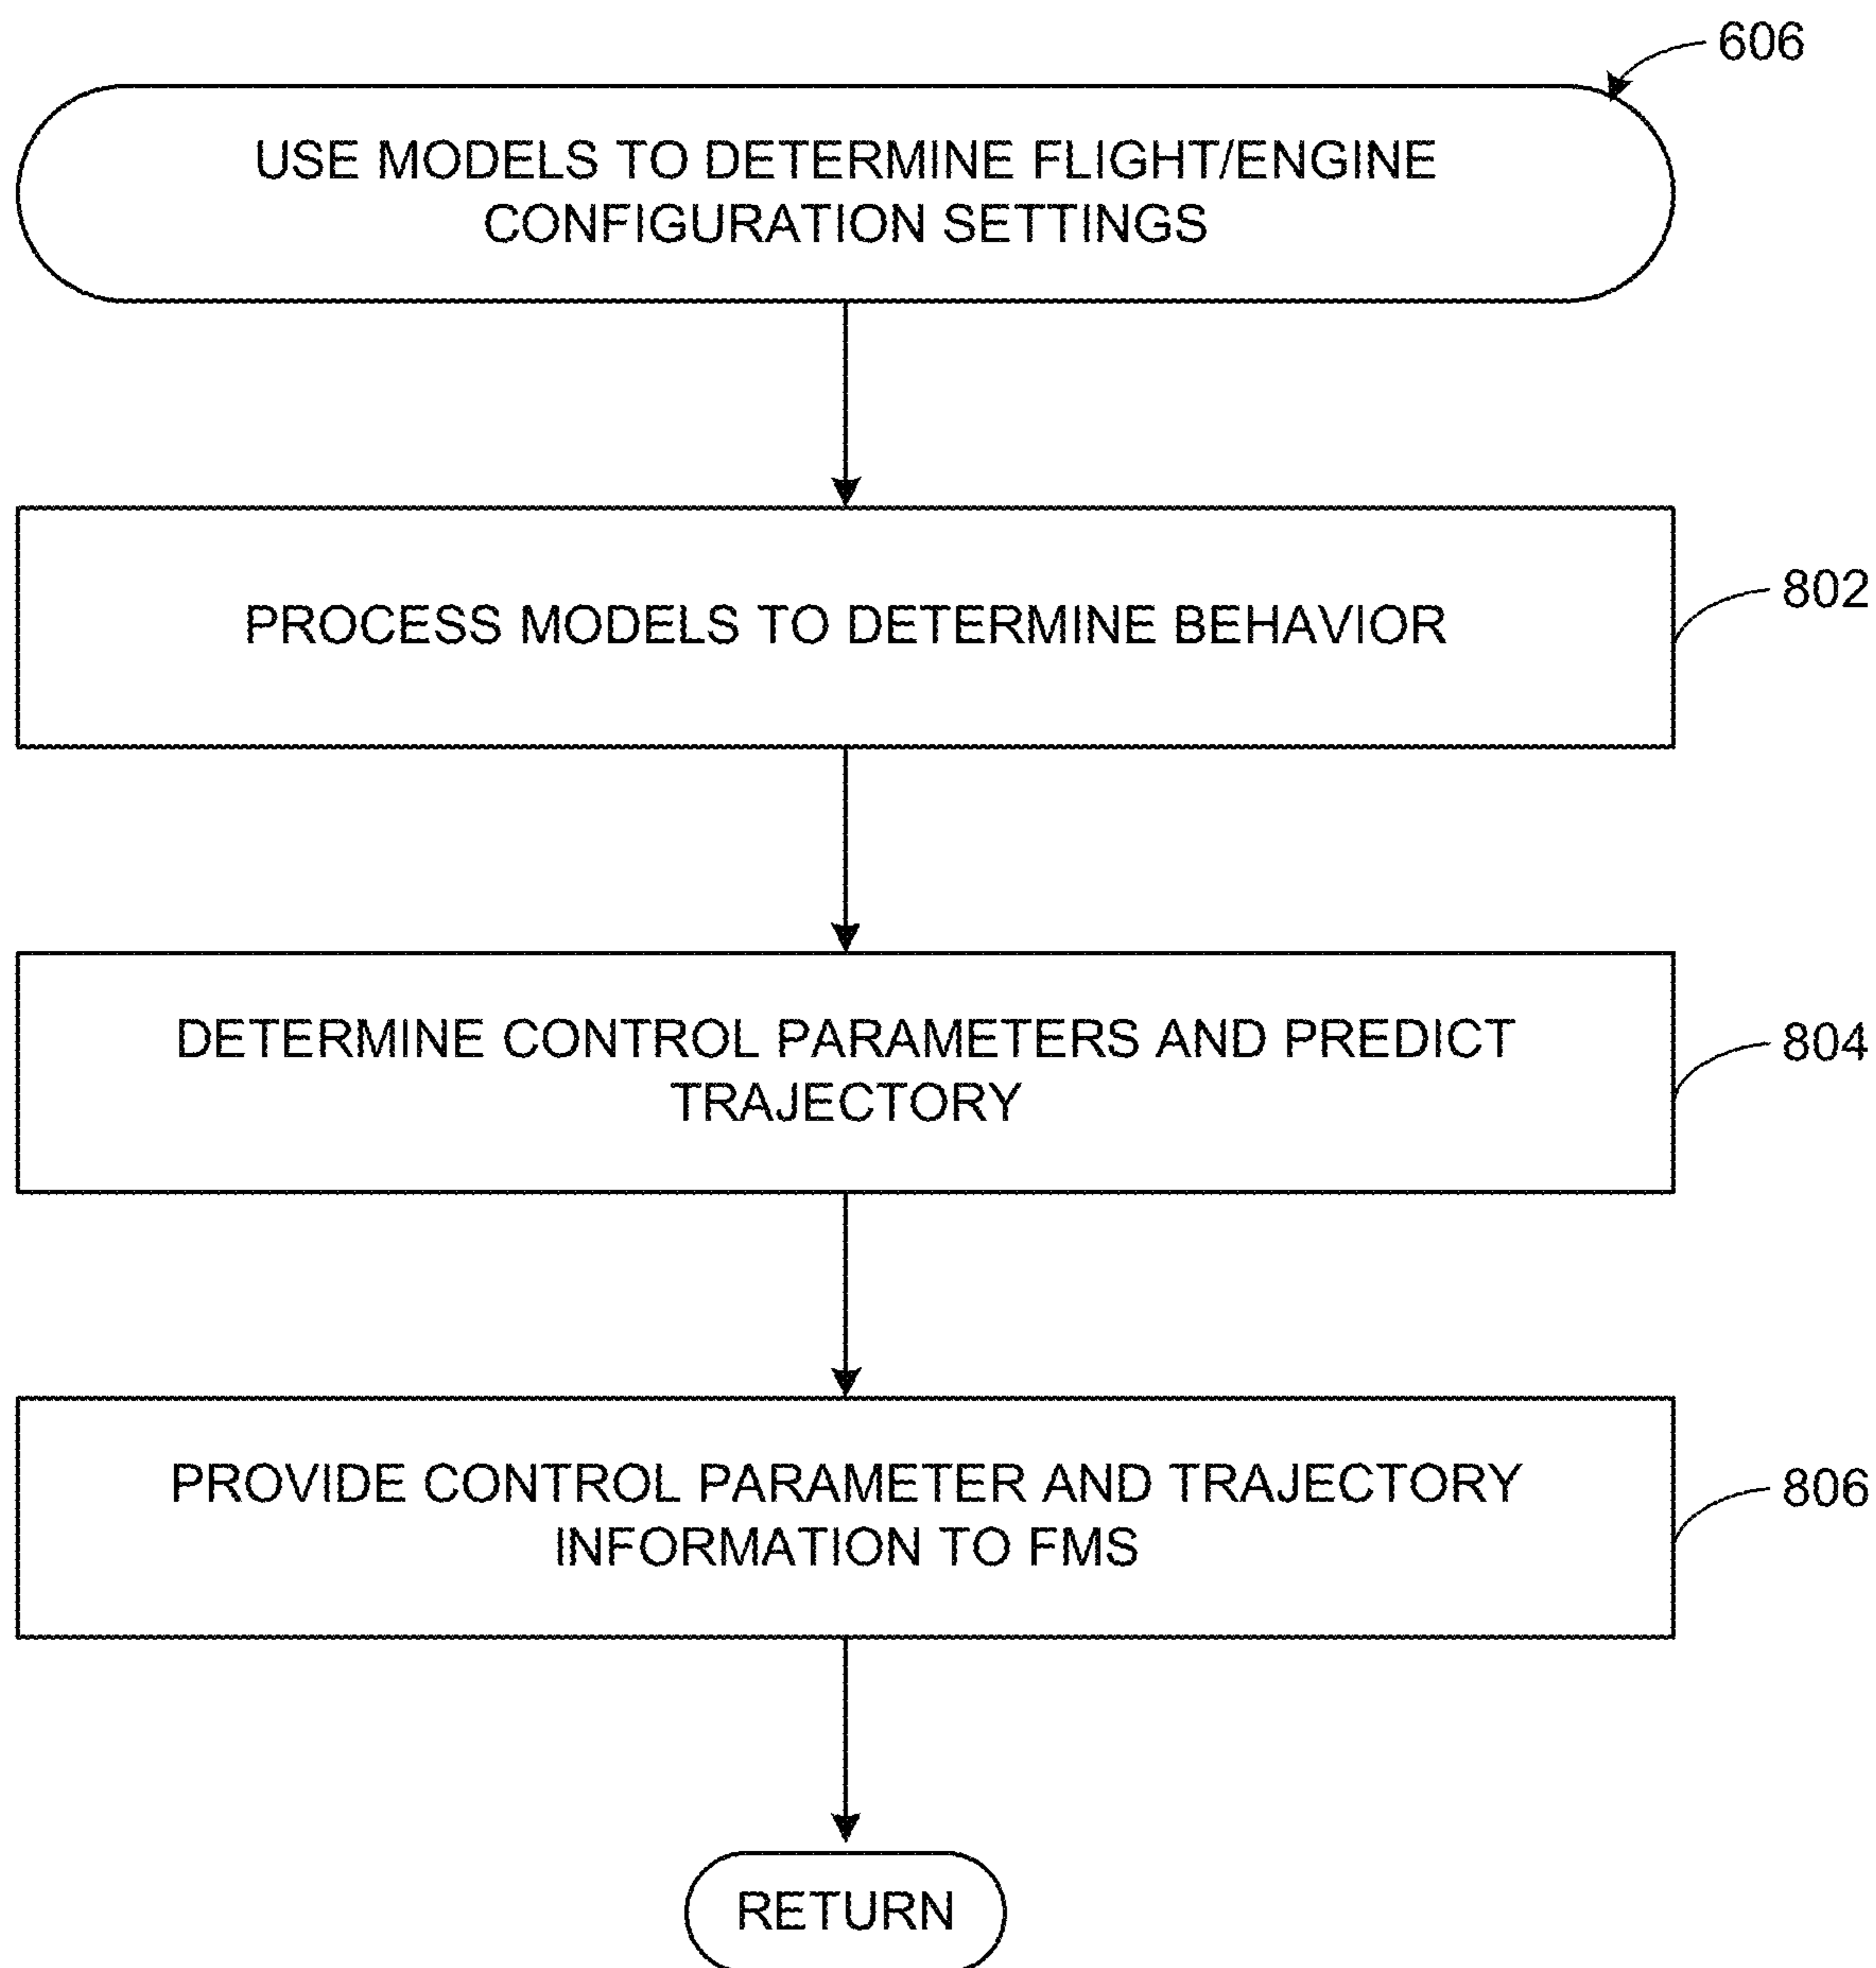 606
USE MODELS TO DETERMINE FLIGHT/ENGINE
CONFIGURATION SETTINGS
PROCESS MODELS TO DETERMINE BEHAVIOR
802
DETERMINE CONTROL PARAMETERS AND PREDICT
TRAJECTORY
804
PROVIDE CONTROL PARAMETER AND TRAJECTORY
INFORMATION TO FMS
806
RETURN